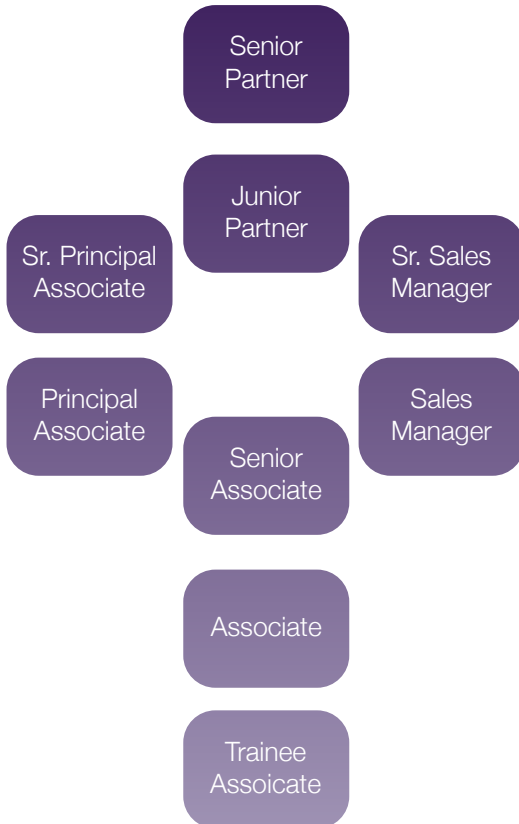 Senior
Partner
Junior
Partner
Sr. Principal
Associate
Sr. Sales
Manager
Principal
Associate
Sales
Manager
Senior
Associate
Associate
Trainee
Assoicate